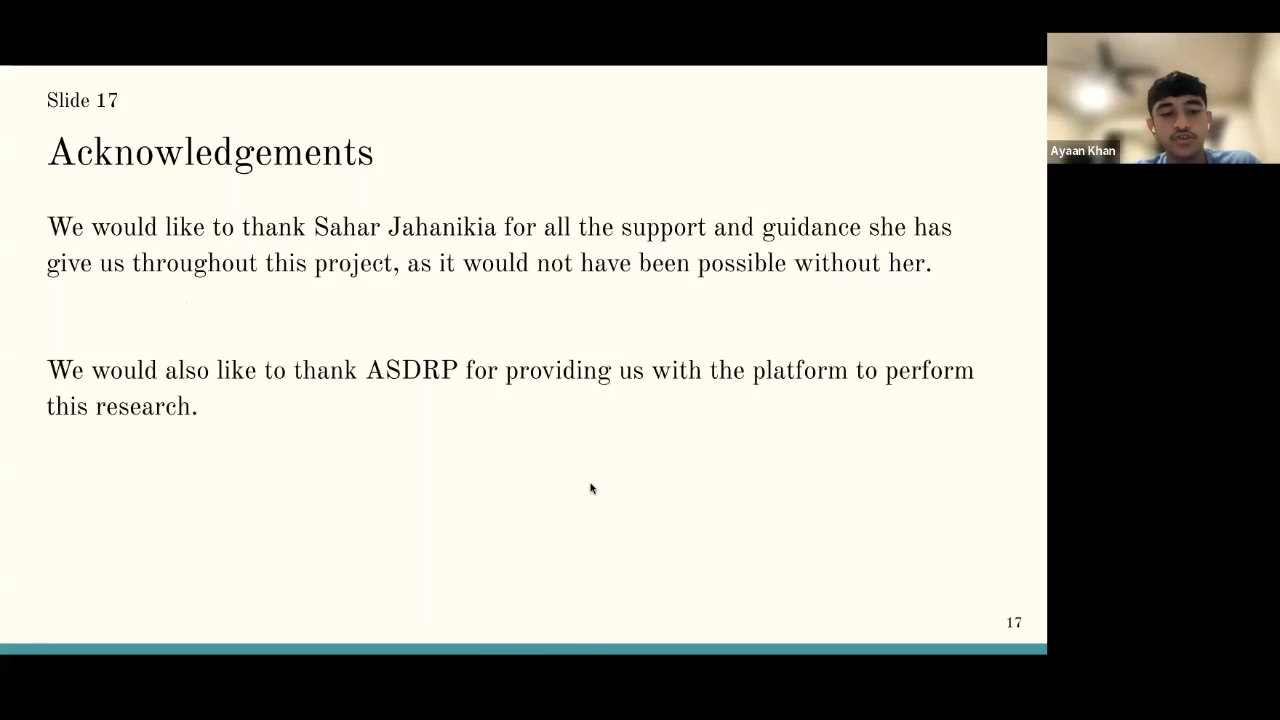 Slide 17
Acknowledgements
We would like to thank Sahar Jahanikia for all the support and guidance she has
give us throughout this project, as it would not have been possible without her.
We would also like to thank ASDRP for providing us with the platform to perform
this research.
17
Ayaan Khan